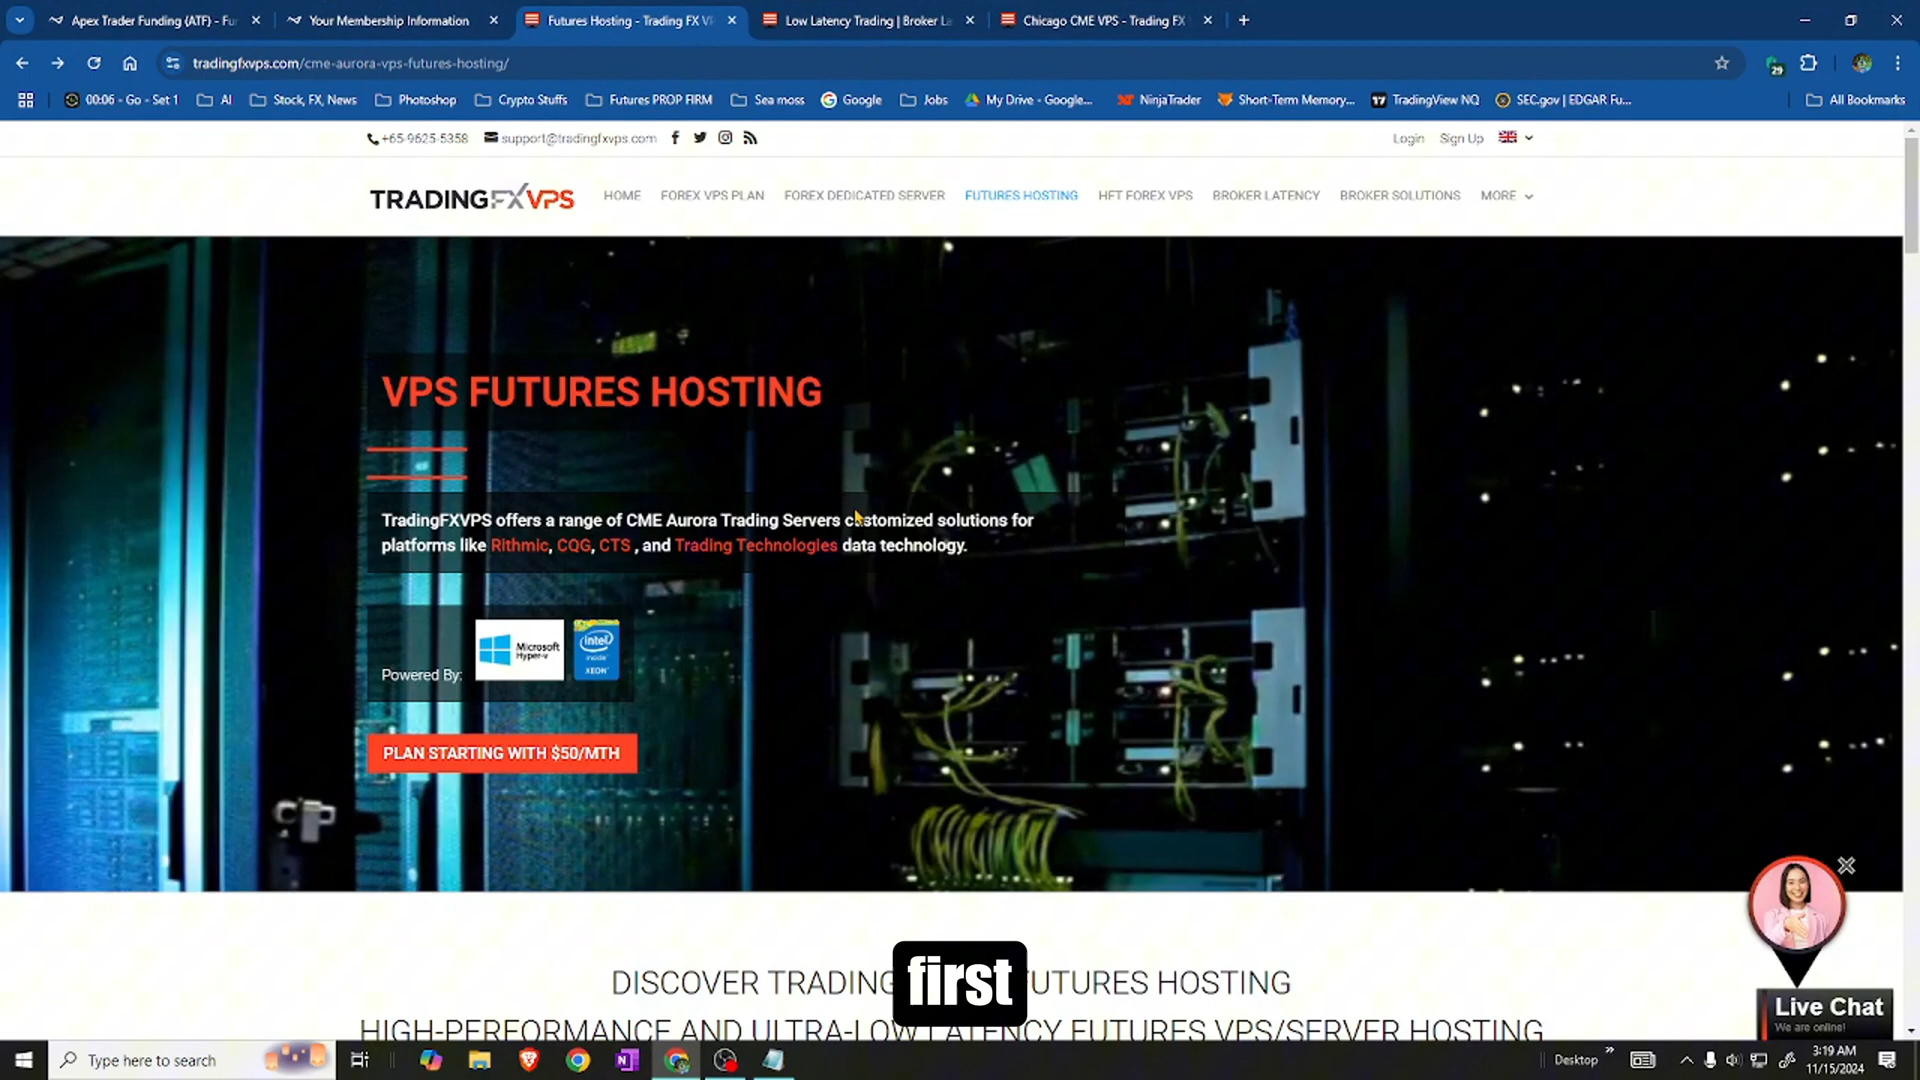 Apex Trader Funding (ATF) - Fu
Your Membership Information
Futures Hosting - Trading FX VP
Low Latency Trading | Broker La
Chicago CME VPS - Trading FX
tradingfxvps.com/cme-aurora-vps-futures-hosting/
29
00:06 - Go - Set 1
AI
Stock, FX, News
Photoshop
Crypto Stuffs
Futures PROP FIRM
Sea moss
Google
Jobs
My Drive - Google...
NinjaTrader
Short-Term Memory...
TradingView NQ
SEC.gov | EDGAR Fu...
All Bookmarks
+65-9625-5358
support@tradingfxvps.com
Login
Sign Up
TRADINGFXVPS
HOME
FOREX VPS PLAN
FOREX DEDICATED SERVER
FUTURES HOSTING
HFT FOREX VPS
BROKER LATENCY
BROKER SOLUTIONS
MORE
VPS FUTURES HOSTING
TradingFXVPS offers a range of CME Aurora Trading Servers customized solutions for
platforms like Rithmic, CQG, CTS , and Trading Technologies data technology.
Powered By:
Microsoft
Hyper-v
intel
inside
XEON
PLAN STARTING WITH $50/MTH
DISCOVER TRADING FUTURES HOSTING
first
HIGH-PERFORMANCE AND ULTRA-LOW LATENCY FUTURES VPS/SERVER HOSTING
Live Chat
We are online!
Type here to search
Desktop
3:19 AM
11/15/2024